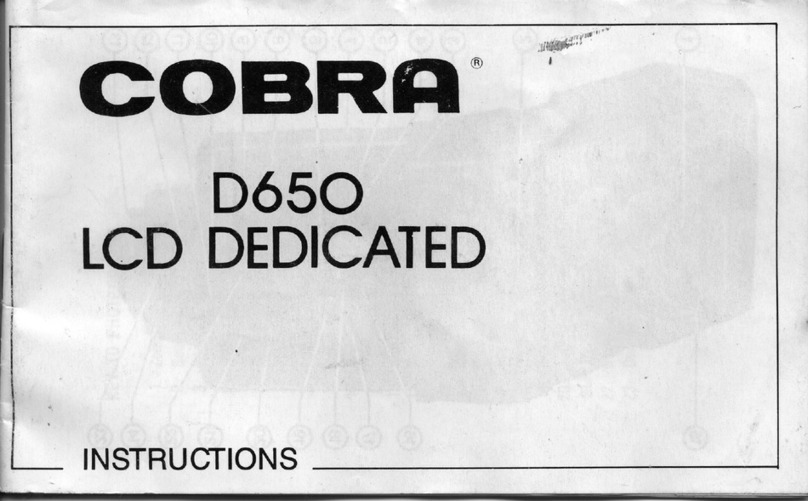 COBRA®
D650
LCD DEDICATED
INSTRUCTIONS